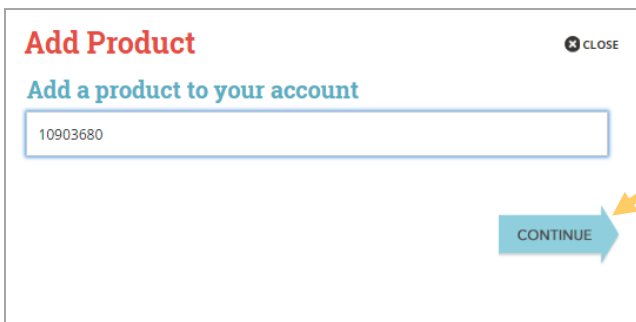 Add Product
CLOSE
Add a product to your account
10903680
CONTINUE